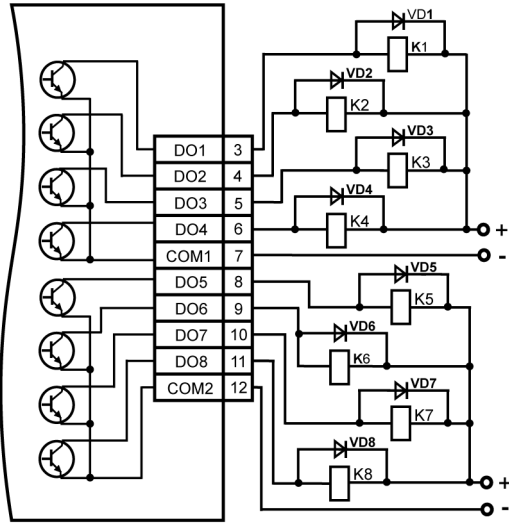 VD1
K1
VD2
K2
VD3
K3
VD4
K4
DO1 3
DO2 4
DO3 5
DO4 6
COM1 7
DO5 8
DO6 9
DO7 10
DO8 11
COM2 12
+
-
VD5
K5
VD6
K6
VD7
K7
VD8
K8
+
-